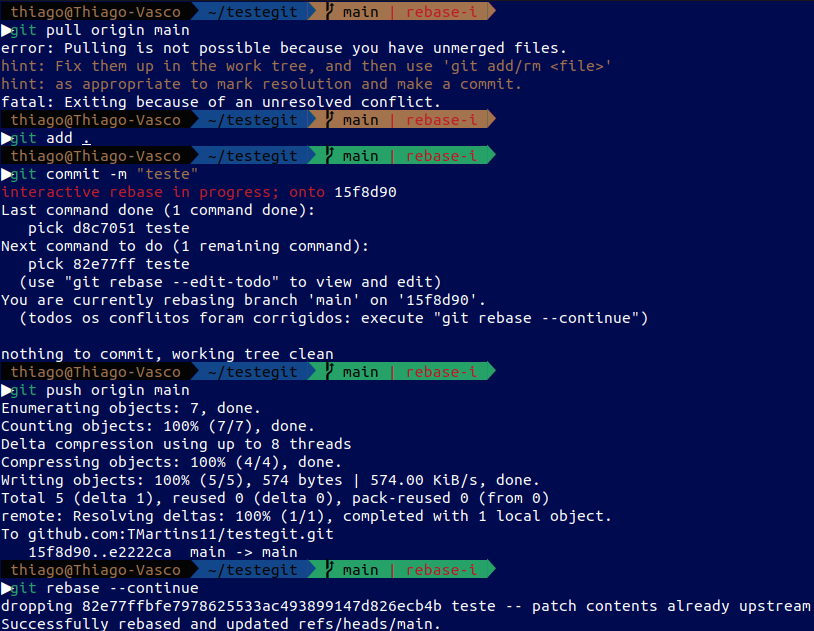 thiago@Thiago-Vasco ~/testegit main | rebase-i
git pull origin main
error: Pulling is not possible because you have unmerged files.
hint: Fix them up in the work tree, and then use 'git add/rm <file>'
hint: as appropriate to mark resolution and make a commit.
fatal: Exiting because of an unresolved conflict.
thiago@Thiago-Vasco ~/testegit main | rebase-i
git add .
thiago@Thiago-Vasco ~/testegit main | rebase-i
git commit -m "teste"
interactive rebase in progress; onto 15f8d90
Last command done (1 command done):
   pick d8c7051 teste
Next command to do (1 remaining command):
   pick 82e77ff teste
  (use "git rebase --edit-todo" to view and edit)
You are currently rebasing branch 'main' on '15f8d90'.
  (todos os conflitos foram corrigidos: execute "git rebase --continue")
nothing to commit, working tree clean
thiago@Thiago-Vasco ~/testegit main | rebase-i
git push origin main
Enumerating objects: 7, done.
Counting objects: 100% (7/7), done.
Delta compression using up to 8 threads
Compressing objects: 100% (4/4), done.
Writing objects: 100% (5/5), 574 bytes | 574.00 KiB/s, done.
Total 5 (delta 1), reused 0 (delta 0), pack-reused 0 (from 0)
remote: Resolving deltas: 100% (1/1), completed with 1 local object.
To github.com:TMartins11/testegit.git
   15f8d90..e2222ca  main -> main
thiago@Thiago-Vasco ~/testegit main | rebase-i
git rebase --continue
dropping 82e77ffbfe7978625533ac493899147d826ecb4b teste -- patch contents already upstream
Successfully rebased and updated refs/heads/main.